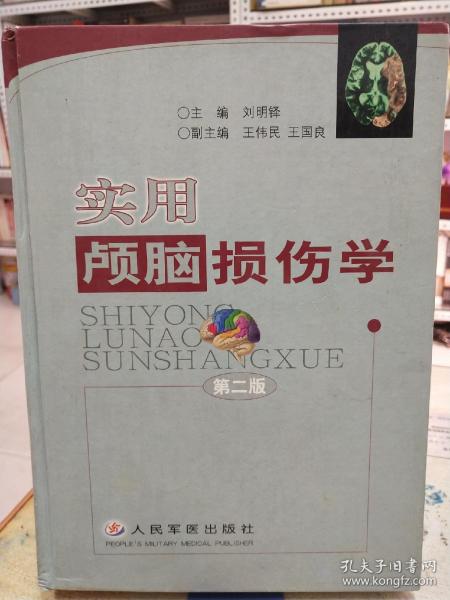 ○主 编 刘明铎
○副主编 王伟民 王国良
实用
颅脑损伤学
SHIYONG
LUNAO
SUNSHANGXUE
第二版
人民军医出版社
PEOPLE'S MILITARY MEDICAL PUBLISHER
孔夫子旧书网
www.kongfz.com